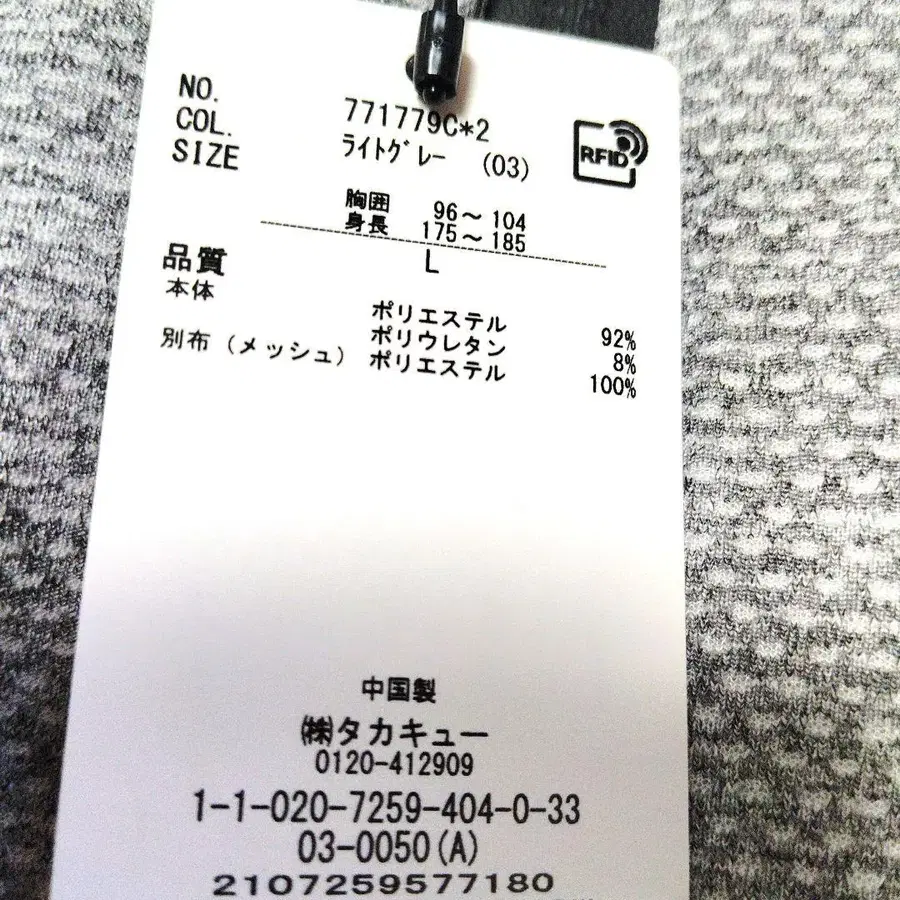 NO. 771779C*2
COL. ライトグレー (03)
SIZE
RFID
胸囲 96～104
身長 175～185
L
品質
本体 ポリエステル 92%
ポリウレタン 8%
別布(メッシュ) ポリエステル 100%
中国製
㈱タカキュー
0120-412909
1-1-020-7259-404-0-33
03-0050(A)
2107259577180